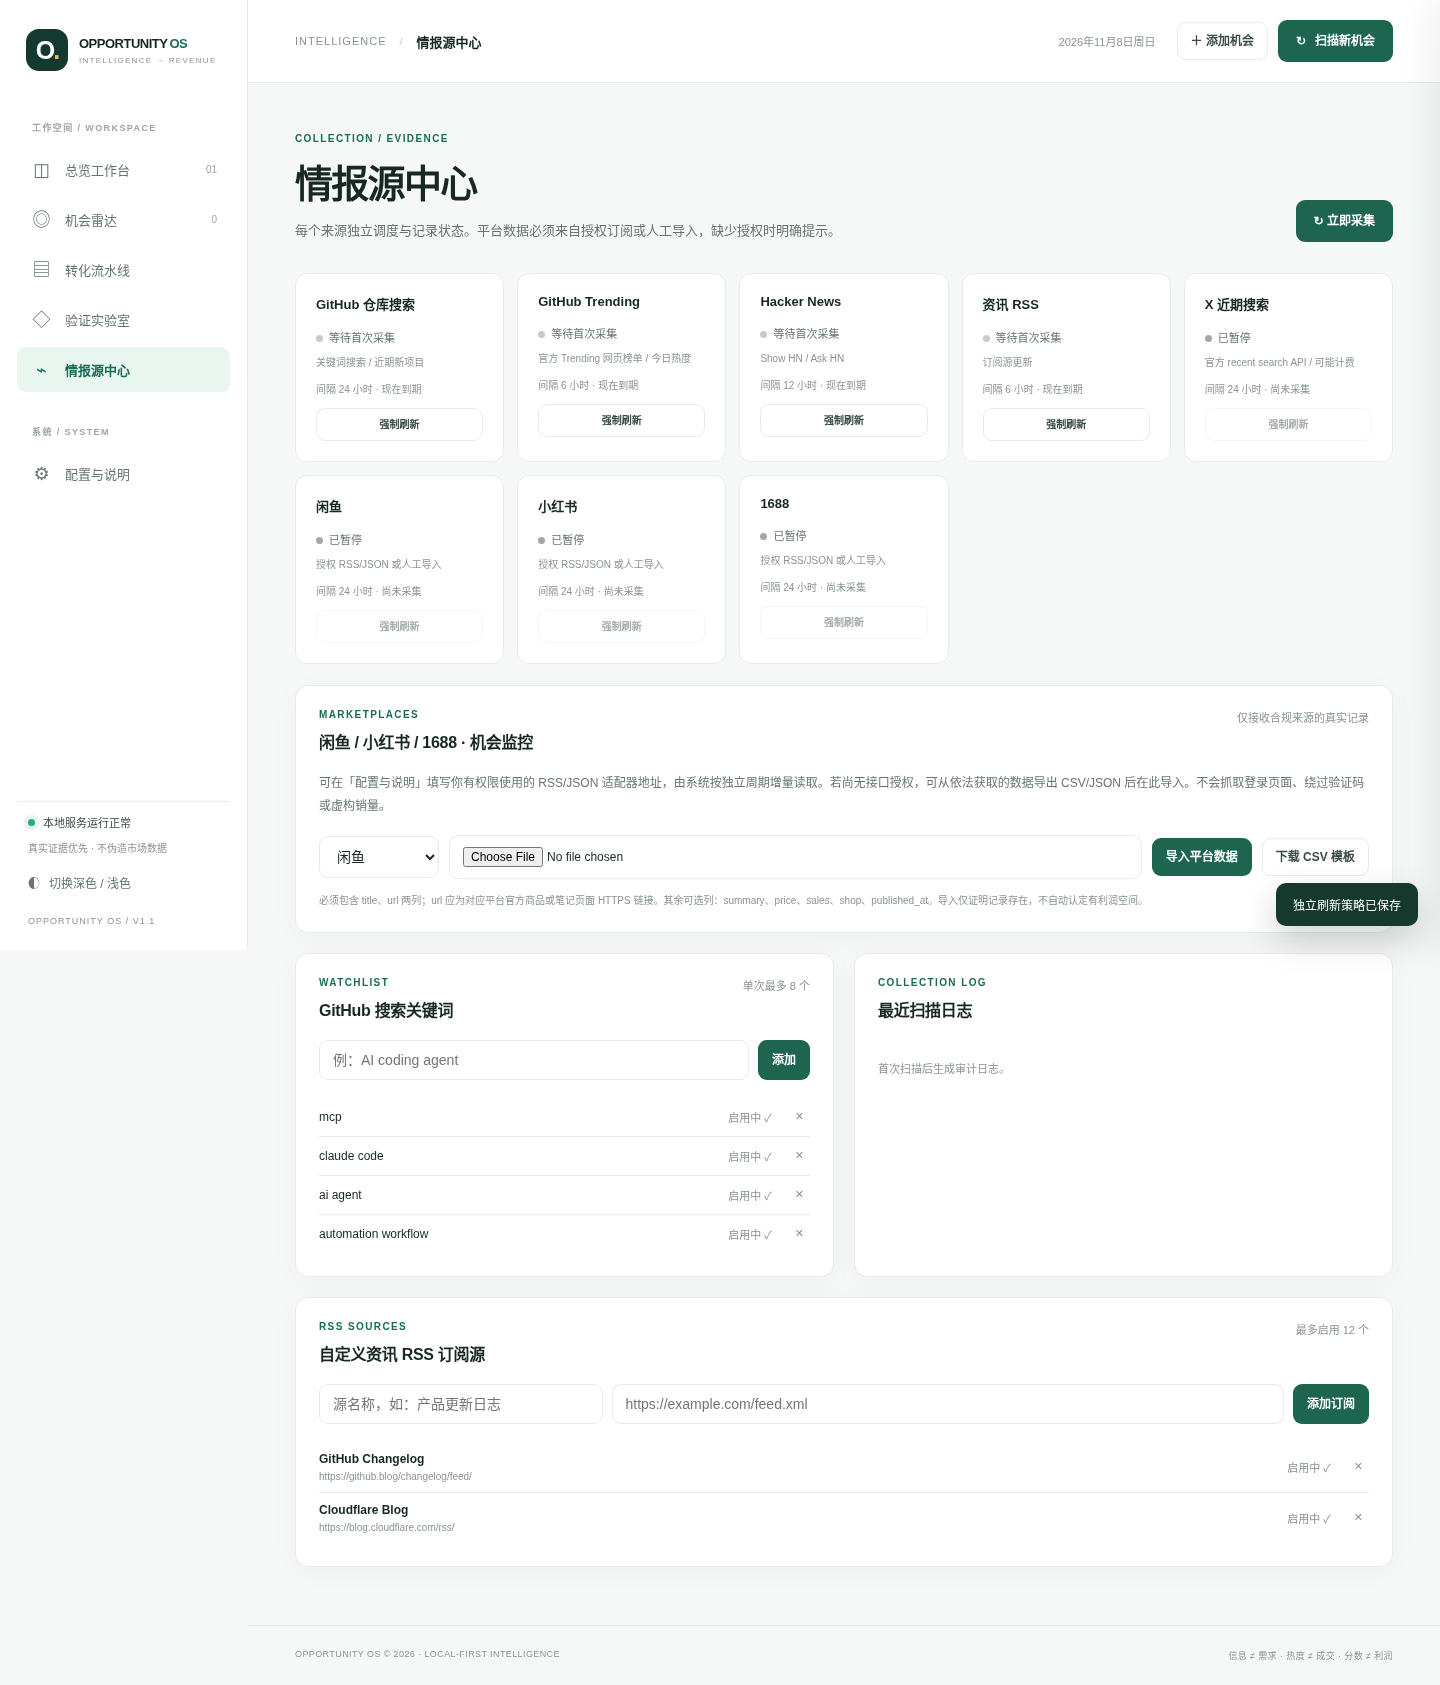 O.
OPPORTUNITY OS
INTELLIGENCE → REVENUE
工作空间 / WORKSPACE
总览工作台 01
机会雷达 0
转化流水线
验证实验室
情报源中心
系统 / SYSTEM
配置与说明
本地服务运行正常
真实证据优先 · 不伪造市场数据
切换深色 / 浅色
OPPORTUNITY OS / V1.1
INTELLIGENCE / 情报源中心
2026年11月8日周日
＋ 添加机会
↻ 扫描新机会
COLLECTION / EVIDENCE
情报源中心
每个来源独立调度与记录状态。平台数据必须来自授权订阅或人工导入，缺少授权时明确提示。
↻ 立即采集
GitHub 仓库搜索
等待首次采集
关键词搜索 / 近期新项目
间隔 24 小时 · 现在到期
强制刷新
GitHub Trending
等待首次采集
官方 Trending 网页榜单 / 今日热度
间隔 6 小时 · 现在到期
强制刷新
Hacker News
等待首次采集
Show HN / Ask HN
间隔 12 小时 · 现在到期
强制刷新
资讯 RSS
等待首次采集
订阅源更新
间隔 6 小时 · 现在到期
强制刷新
X 近期搜索
已暂停
官方 recent search API / 可能计费
间隔 24 小时 · 尚未采集
强制刷新
闲鱼
已暂停
授权 RSS/JSON 或人工导入
间隔 24 小时 · 尚未采集
强制刷新
小红书
已暂停
授权 RSS/JSON 或人工导入
间隔 24 小时 · 尚未采集
强制刷新
1688
已暂停
授权 RSS/JSON 或人工导入
间隔 24 小时 · 尚未采集
强制刷新
MARKETPLACES
仅接收合规来源的真实记录
闲鱼 / 小红书 / 1688 · 机会监控
可在「配置与说明」填写你有权限使用的 RSS/JSON 适配器地址，由系统按独立周期增量读取。若尚无接口授权，可从依法获取的数据导出 CSV/JSON 后在此导入。不会抓取登录页面、绕过验证码
或虚构销量。
闲鱼
Choose File No file chosen
导入平台数据
下载 CSV 模板
必须包含 title、url 两列；url 应为对应平台官方商品或笔记页面 HTTPS 链接。其余可选列：summary、price、sales、shop、published_at。导入仅证明记录存在，不自动认定有利润空间。
独立刷新策略已保存
WATCHLIST
单次最多 8 个
GitHub 搜索关键词
例：AI coding agent
添加
mcp 启用中 ✓ ×
claude code 启用中 ✓ ×
ai agent 启用中 ✓ ×
automation workflow 启用中 ✓ ×
COLLECTION LOG
最近扫描日志
首次扫描后生成审计日志。
RSS SOURCES
最多启用 12 个
自定义资讯 RSS 订阅源
源名称，如：产品更新日志
https://example.com/feed.xml
添加订阅
GitHub Changelog
https://github.blog/changelog/feed/
启用中 ✓ ×
Cloudflare Blog
https://blog.cloudflare.com/rss/
启用中 ✓ ×
OPPORTUNITY OS © 2026 · LOCAL-FIRST INTELLIGENCE
信息 ≠ 需求 · 热度 ≠ 成交 · 分数 ≠ 利润